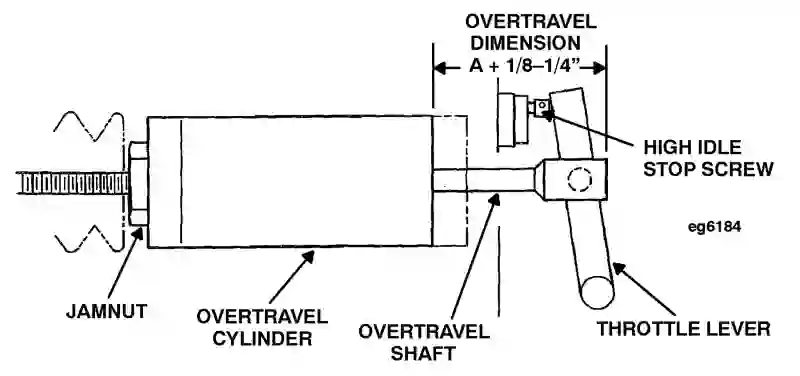 OVERTRAVEL
DIMENSION
A + 1/8–1/4”
HIGH IDLE
STOP SCREW
eg6184
JAMNUT
OVERTRAVEL
CYLINDER
OVERTRAVEL
SHAFT
THROTTLE LEVER